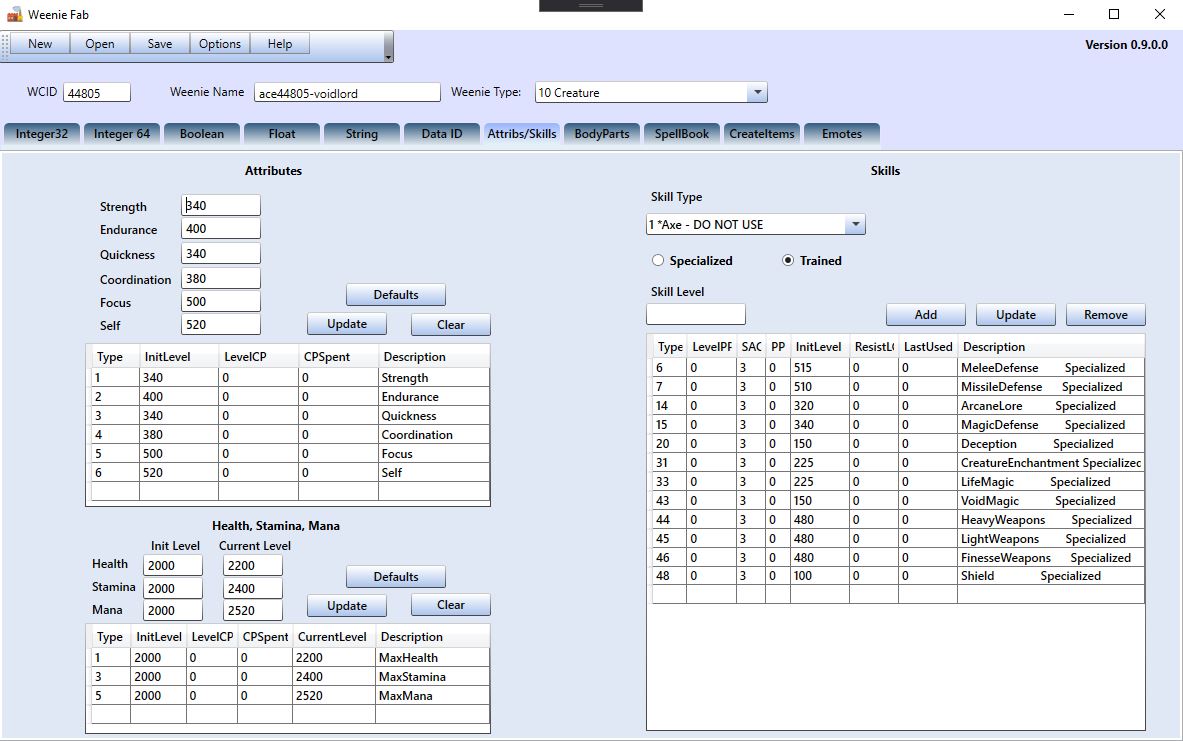 Weenie Fab
New Open Save Options Help
Version 0.9.0.0
WCID 44805 Weenie Name ace44805-voidlord Weenie Type: 10 Creature
Integer32 Integer 64 Boolean Float String Data ID Attribs/Skills BodyParts SpellBook CreateItems Emotes
Attributes
Strength 340
Endurance 400
Quickness 340
Coordination 380
Focus 500
Self 520
Defaults
Update Clear
Type InitLevel LevelCP CPSpent Description
1 340 0 0 Strength
2 400 0 0 Endurance
3 340 0 0 Quickness
4 380 0 0 Coordination
5 500 0 0 Focus
6 520 0 0 Self
Health, Stamina, Mana
Init Level Current Level
Health 2000 2200
Stamina 2000 2400
Mana 2000 2520
Defaults
Update Clear
Type InitLevel LevelCP CPSpent CurrentLevel Description
1 2000 0 0 2200 MaxHealth
3 2000 0 0 2400 MaxStamina
5 2000 0 0 2520 MaxMana
Skills
Skill Type
1 *Axe - DO NOT USE
Specialized Trained
Skill Level
Add Update Remove
Type LevelPP SAC PP InitLevel ResistLC LastUsed Description
6 0 3 0 515 0 0 MeleeDefense Specialized
7 0 3 0 510 0 0 MissileDefense Specialized
14 0 3 0 320 0 0 ArcaneLore Specialized
15 0 3 0 340 0 0 MagicDefense Specialized
20 0 3 0 150 0 0 Deception Specialized
31 0 3 0 225 0 0 CreatureEnchantment Specialized
33 0 3 0 225 0 0 LifeMagic Specialized
43 0 3 0 150 0 0 VoidMagic Specialized
44 0 3 0 480 0 0 HeavyWeapons Specialized
45 0 3 0 480 0 0 LightWeapons Specialized
46 0 3 0 480 0 0 FinesseWeapons Specialized
48 0 3 0 100 0 0 Shield Specialized